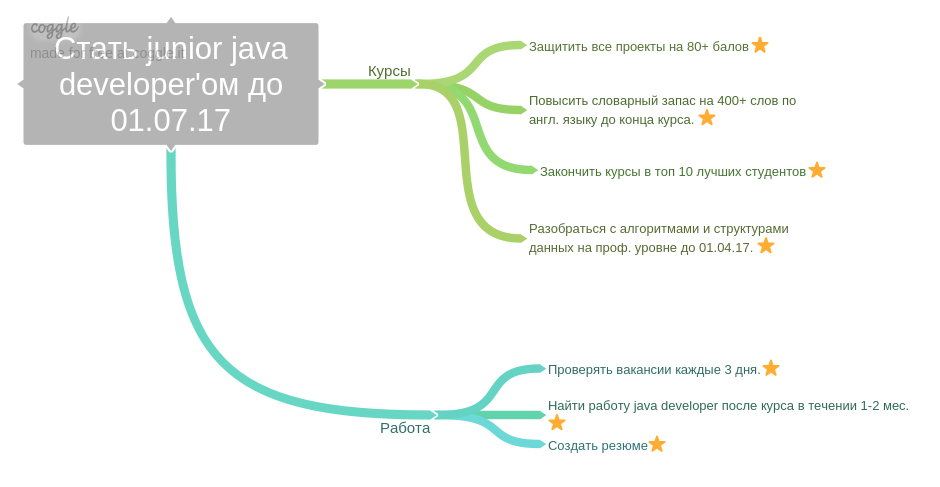 coggle
made for free at coggle.it
Стать junior java
developer'ом до
01.07.17
Курсы
Защитить все проекты на 80+ балов
Повысить словарный запас на 400+ слов по
англ. языку до конца курса.
Закончить курсы в топ 10 лучших студентов
Разобраться с алгоритмами и структурами
данных на проф. уровне до 01.04.17.
Работа
Проверять вакансии каждые 3 дня.
Найти работу java developer после курса в течении 1-2 мес.
Создать резюме